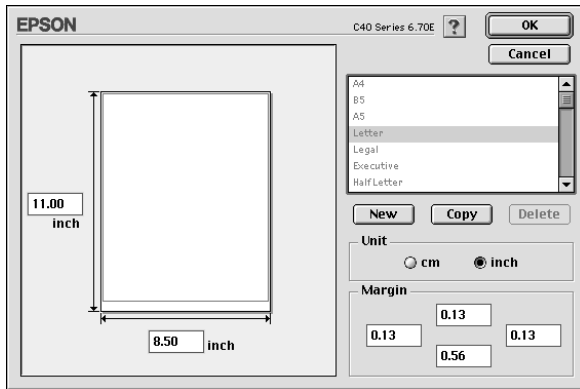 EPSON
C40 Series 6.70E ? OK
Cancel
A4
B5
A5
Letter
Legal
Executive
HalfLetter
New Copy Delete
11.00
inch
8.50 inch
Unit
cm inch
Margin
0.13
0.13 0.13
0.56